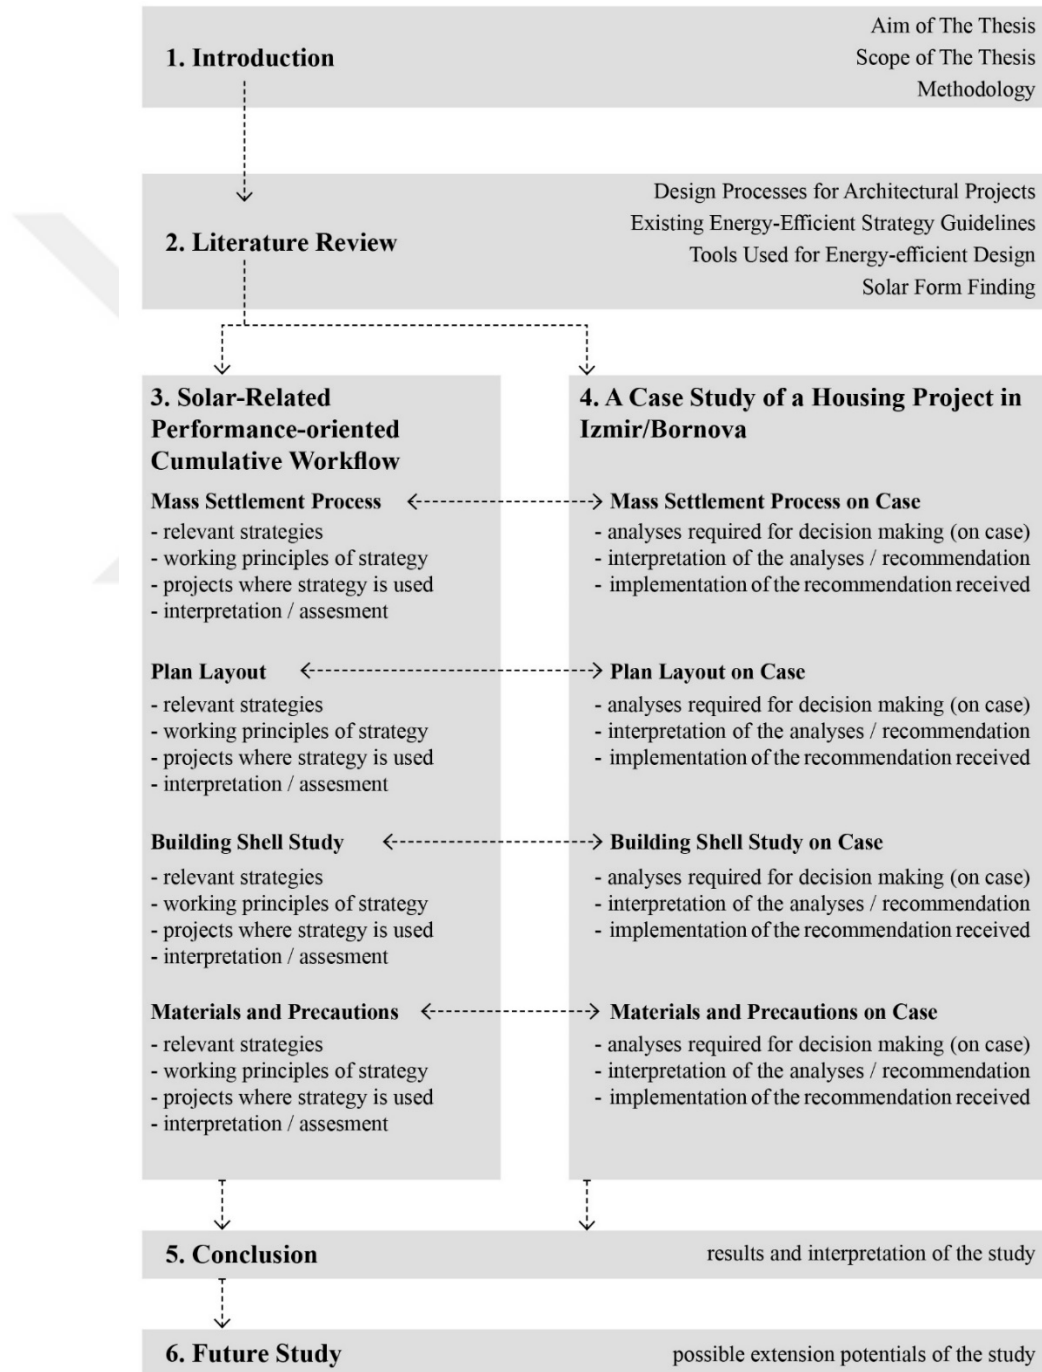 1. Introduction
Aim of The Thesis
Scope of The Thesis
Methodology
2. Literature Review
Design Processes for Architectural Projects
Existing Energy-Efficient Strategy Guidelines
Tools Used for Energy-efficient Design
Solar Form Finding
3. Solar-Related
Performance-oriented
Cumulative Workflow
Mass Settlement Process
- relevant strategies
- working principles of strategy
- projects where strategy is used
- interpretation / assesment
Plan Layout
- relevant strategies
- working principles of strategy
- projects where strategy is used
- interpretation / assesment
Building Shell Study
- relevant strategies
- working principles of strategy
- projects where strategy is used
- interpretation / assesment
Materials and Precautions
- relevant strategies
- working principles of strategy
- projects where strategy is used
- interpretation / assesment
4. A Case Study of a Housing Project in
Izmir/Bornova
Mass Settlement Process on Case
- analyses required for decision making (on case)
- interpretation of the analyses / recommendation
- implementation of the recommendation received
Plan Layout on Case
- analyses required for decision making (on case)
- interpretation of the analyses / recommendation
- implementation of the recommendation received
Building Shell Study on Case
- analyses required for decision making (on case)
- interpretation of the analyses / recommendation
- implementation of the recommendation received
Materials and Precautions on Case
- analyses required for decision making (on case)
- interpretation of the analyses / recommendation
- implementation of the recommendation received
5. Conclusion
results and interpretation of the study
6. Future Study
possible extension potentials of the study